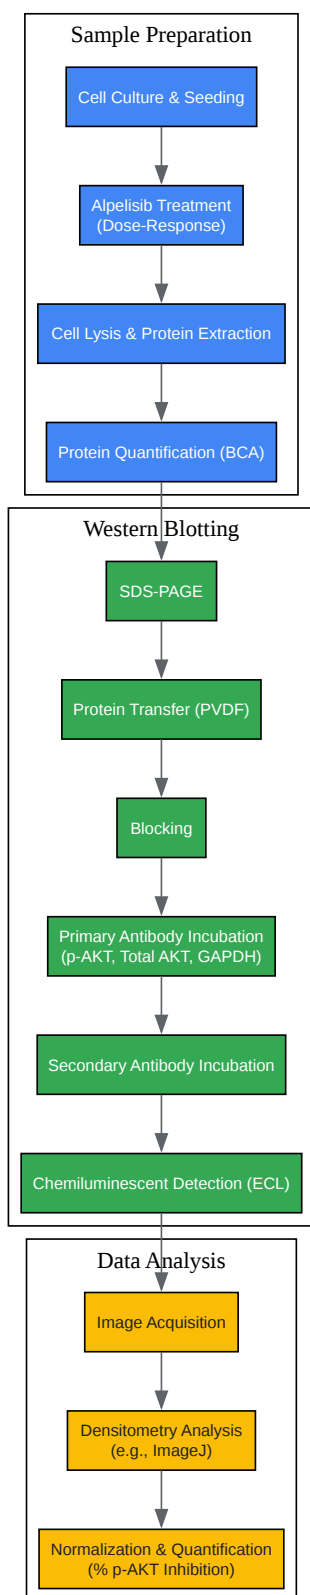 Sample Preparation
Cell Culture & Seeding
Alpelisib Treatment
(Dose-Response)
Cell Lysis & Protein Extraction
Protein Quantification (BCA)
Western Blotting
SDS-PAGE
Protein Transfer (PVDF)
Blocking
Primary Antibody Incubation
(p-AKT, Total AKT, GAPDH)
Secondary Antibody Incubation
Chemiluminescent Detection (ECL)
Data Analysis
Image Acquisition
Densitometry Analysis
(e.g., ImageJ)
Normalization & Quantification
(% p-AKT Inhibition)